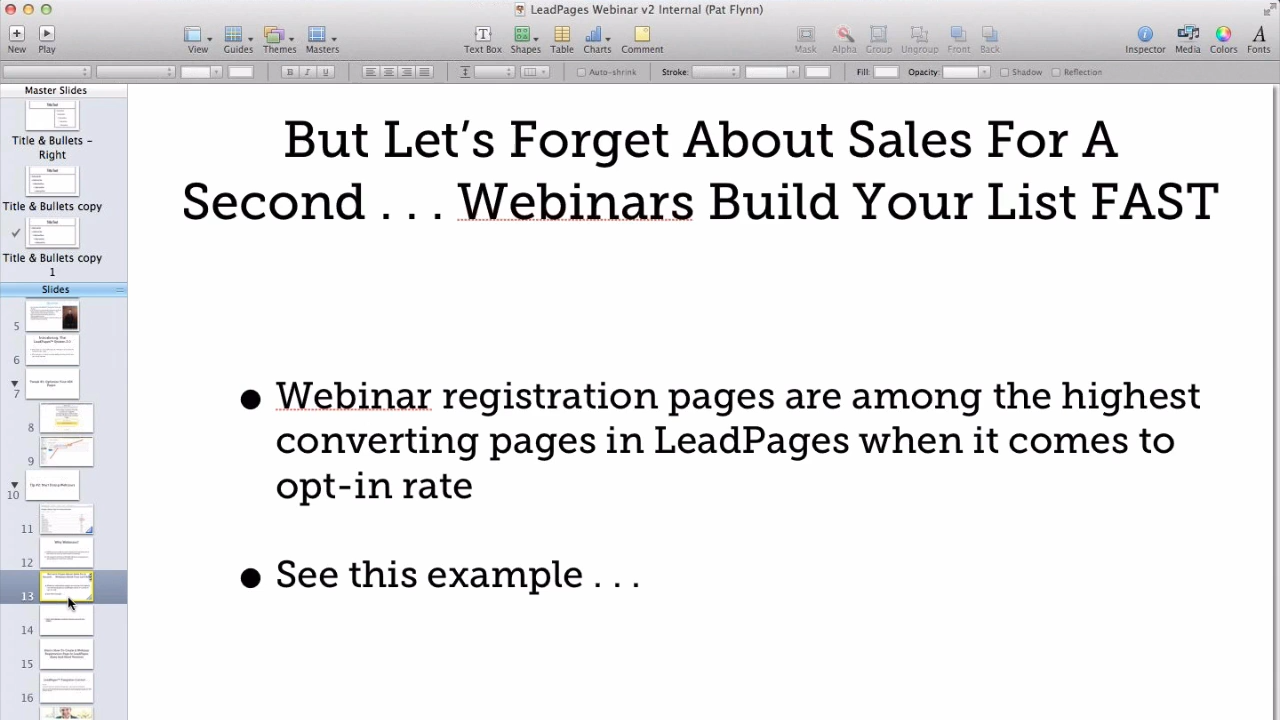 LeadPages Webinar v2 Internal (Pat Flynn)
New Play View Guides Themes Masters Text Box Shapes Table Charts Comment Mask Alpha Group Ungroup Front Back Inspector Media Colors Fonts
B I U Auto-shrink Stroke: Fill: Opacity: Shadow Reflection
Master Slides
Title & Bullets -
Right
Title & Bullets copy
Title & Bullets copy
1
Slides
5
6
7
8
9
10
11
Why Webinars?
12
13
14
15
16
But Let’s Forget About Sales For A
Second . . . Webinars Build Your List FAST
● Webinar registration pages are among the highest
converting pages in LeadPages when it comes to
opt-in rate
● See this example . . .